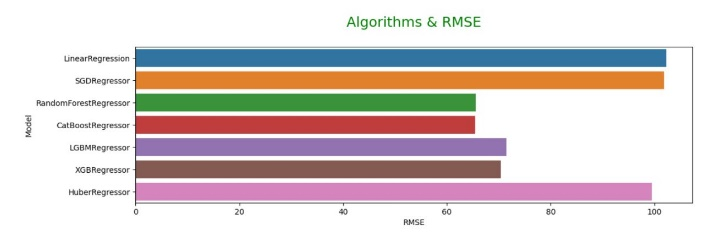 Algorithms & RMSE
Model
LinearRegression
SGDRegressor
RandomForestRegressor
CatBoostRegressor
LGBMRegressor
XGBRegressor
HuberRegressor
0 20 40 60 80 100
RMSE